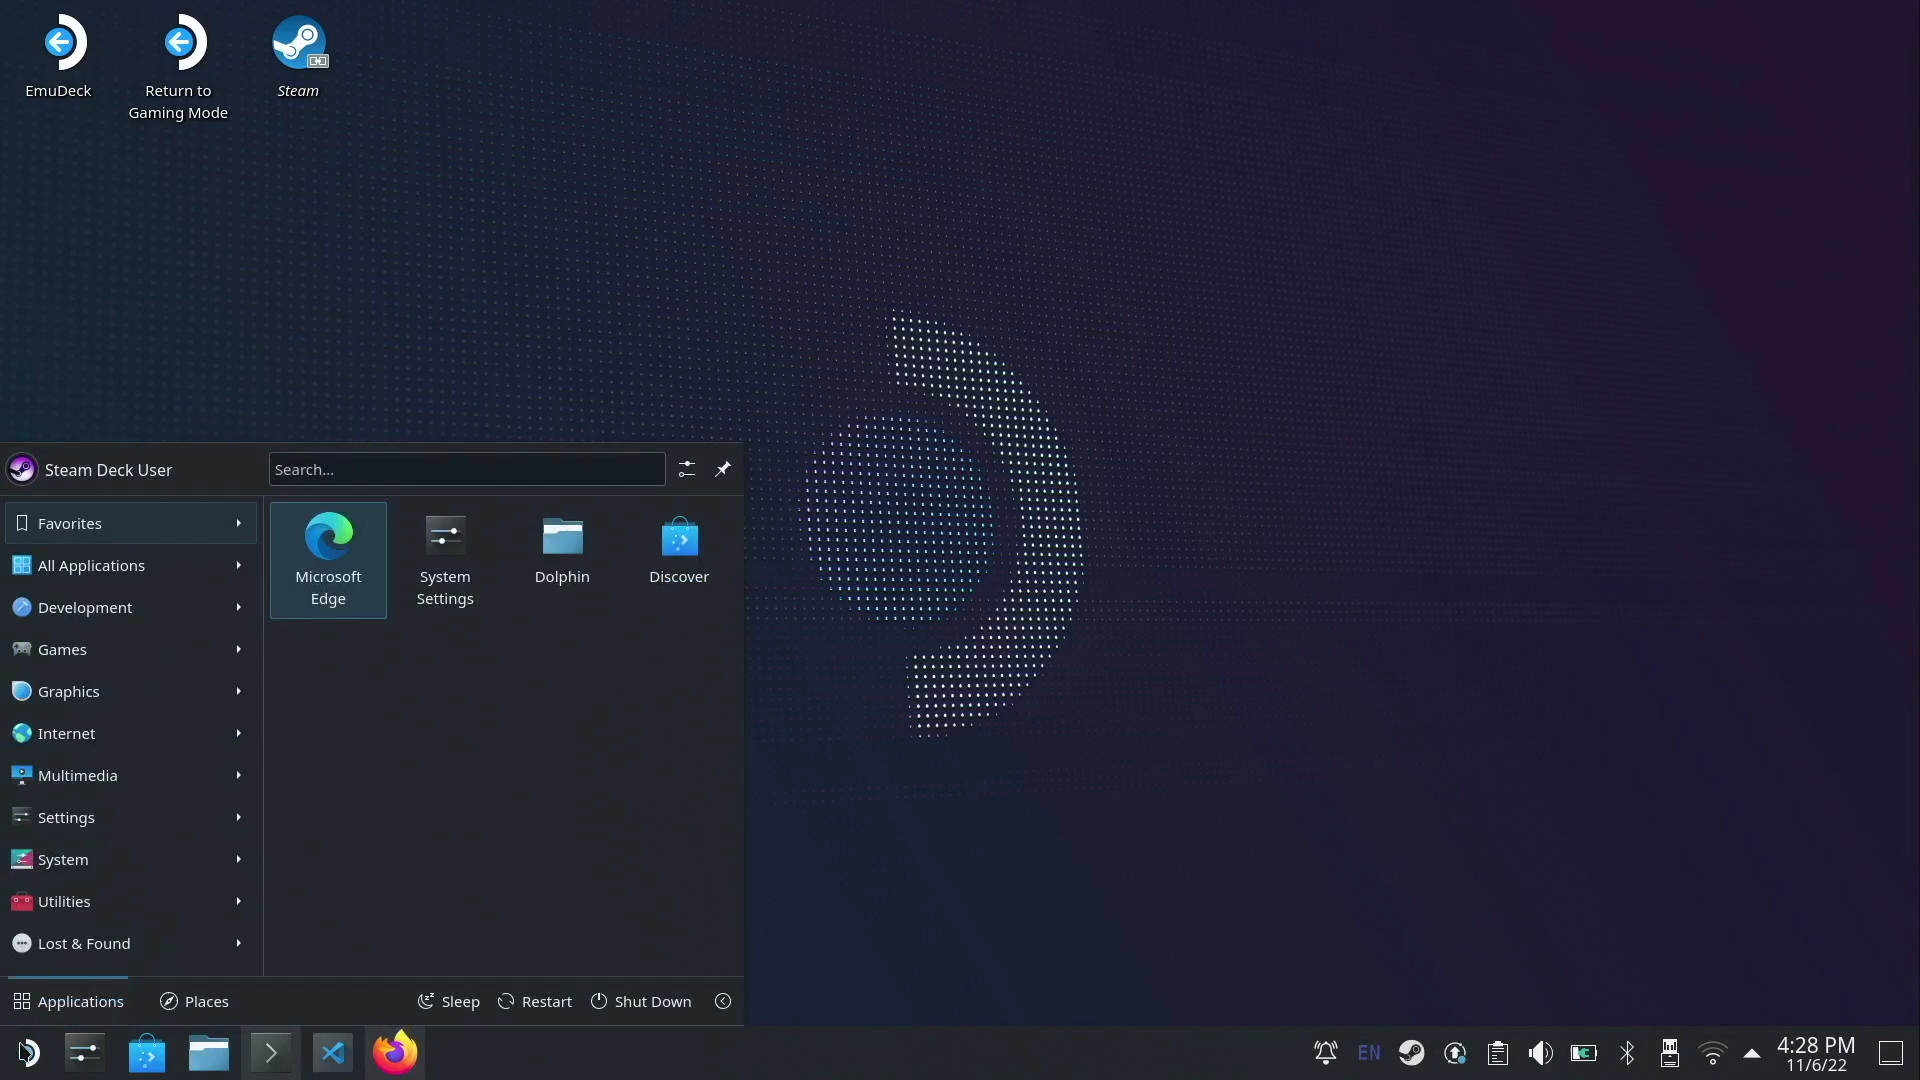 EmuDeck
Return to
Gaming Mode
Steam
Steam Deck User
Search...
Favorites
All Applications
Development
Games
Graphics
Internet
Multimedia
Settings
System
Utilities
Lost & Found
Microsoft
Edge
System
Settings
Dolphin
Discover
Applications
Places
Sleep
Restart
Shut Down
EN
4:28 PM
11/6/22